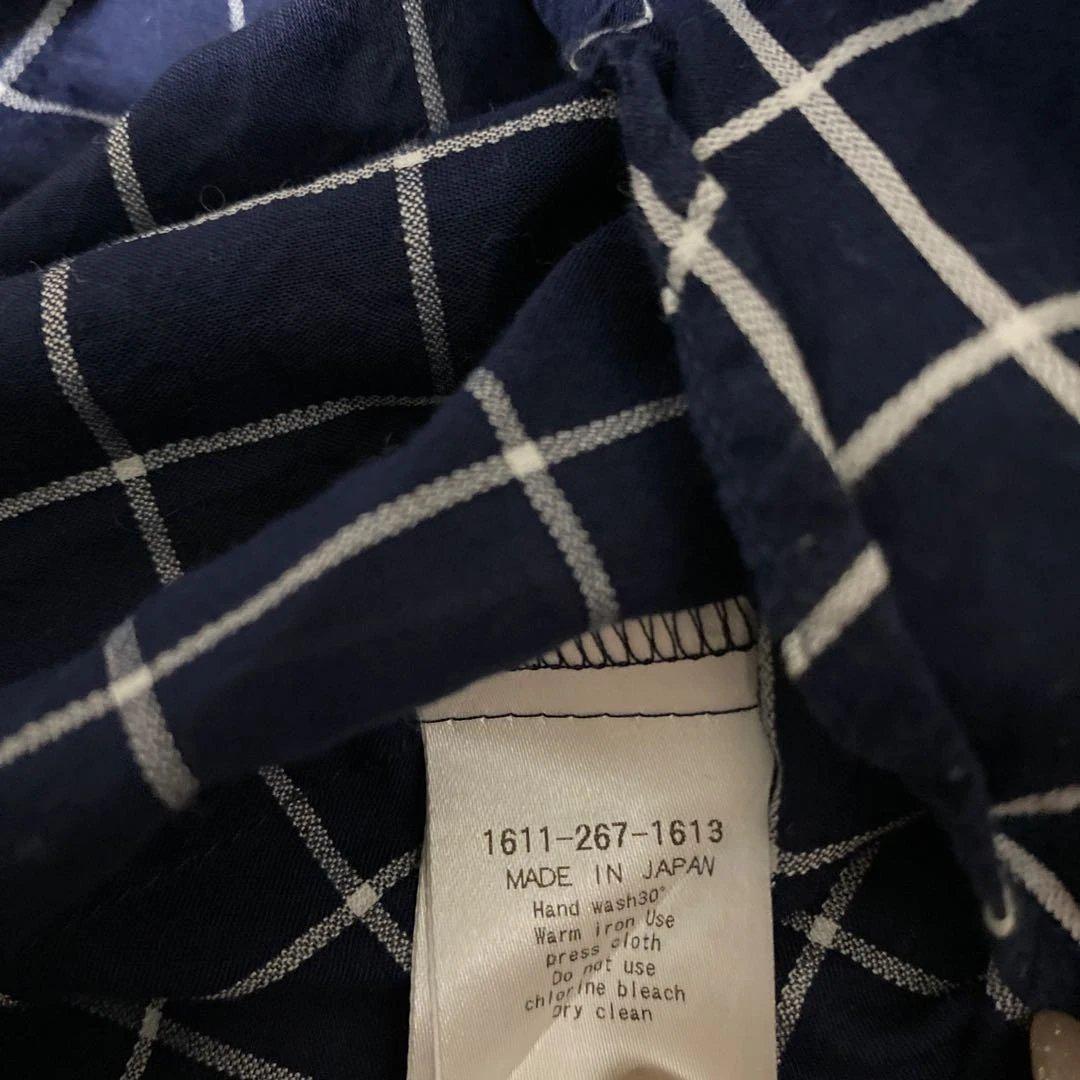 1611-267-1613
MADE IN JAPAN
Hand wash30°
Warm iron Use
press cloth
Do not use
chlorine bleach
Dry clean